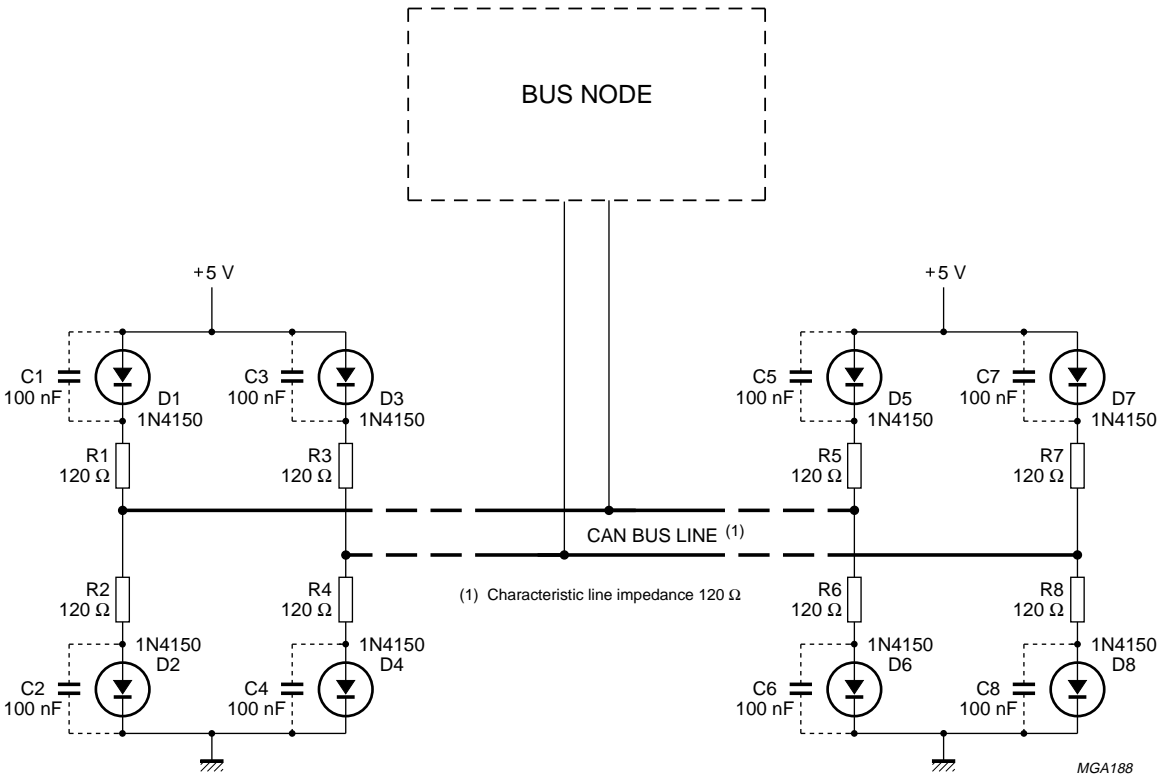 BUS NODE
+5 V
+5 V
C1
100 nF
D1
1N4150
C3
100 nF
D3
1N4150
C5
100 nF
D5
1N4150
C7
100 nF
D7
1N4150
R1
120 Ω
R3
120 Ω
R5
120 Ω
R7
120 Ω
CAN BUS LINE (1)
R2
120 Ω
R4
120 Ω
(1) Characteristic line impedance 120 Ω
R6
120 Ω
R8
120 Ω
1N4150
D2
C2
100 nF
1N4150
D4
C4
100 nF
1N4150
D6
C6
100 nF
1N4150
D8
C8
100 nF
MGA188